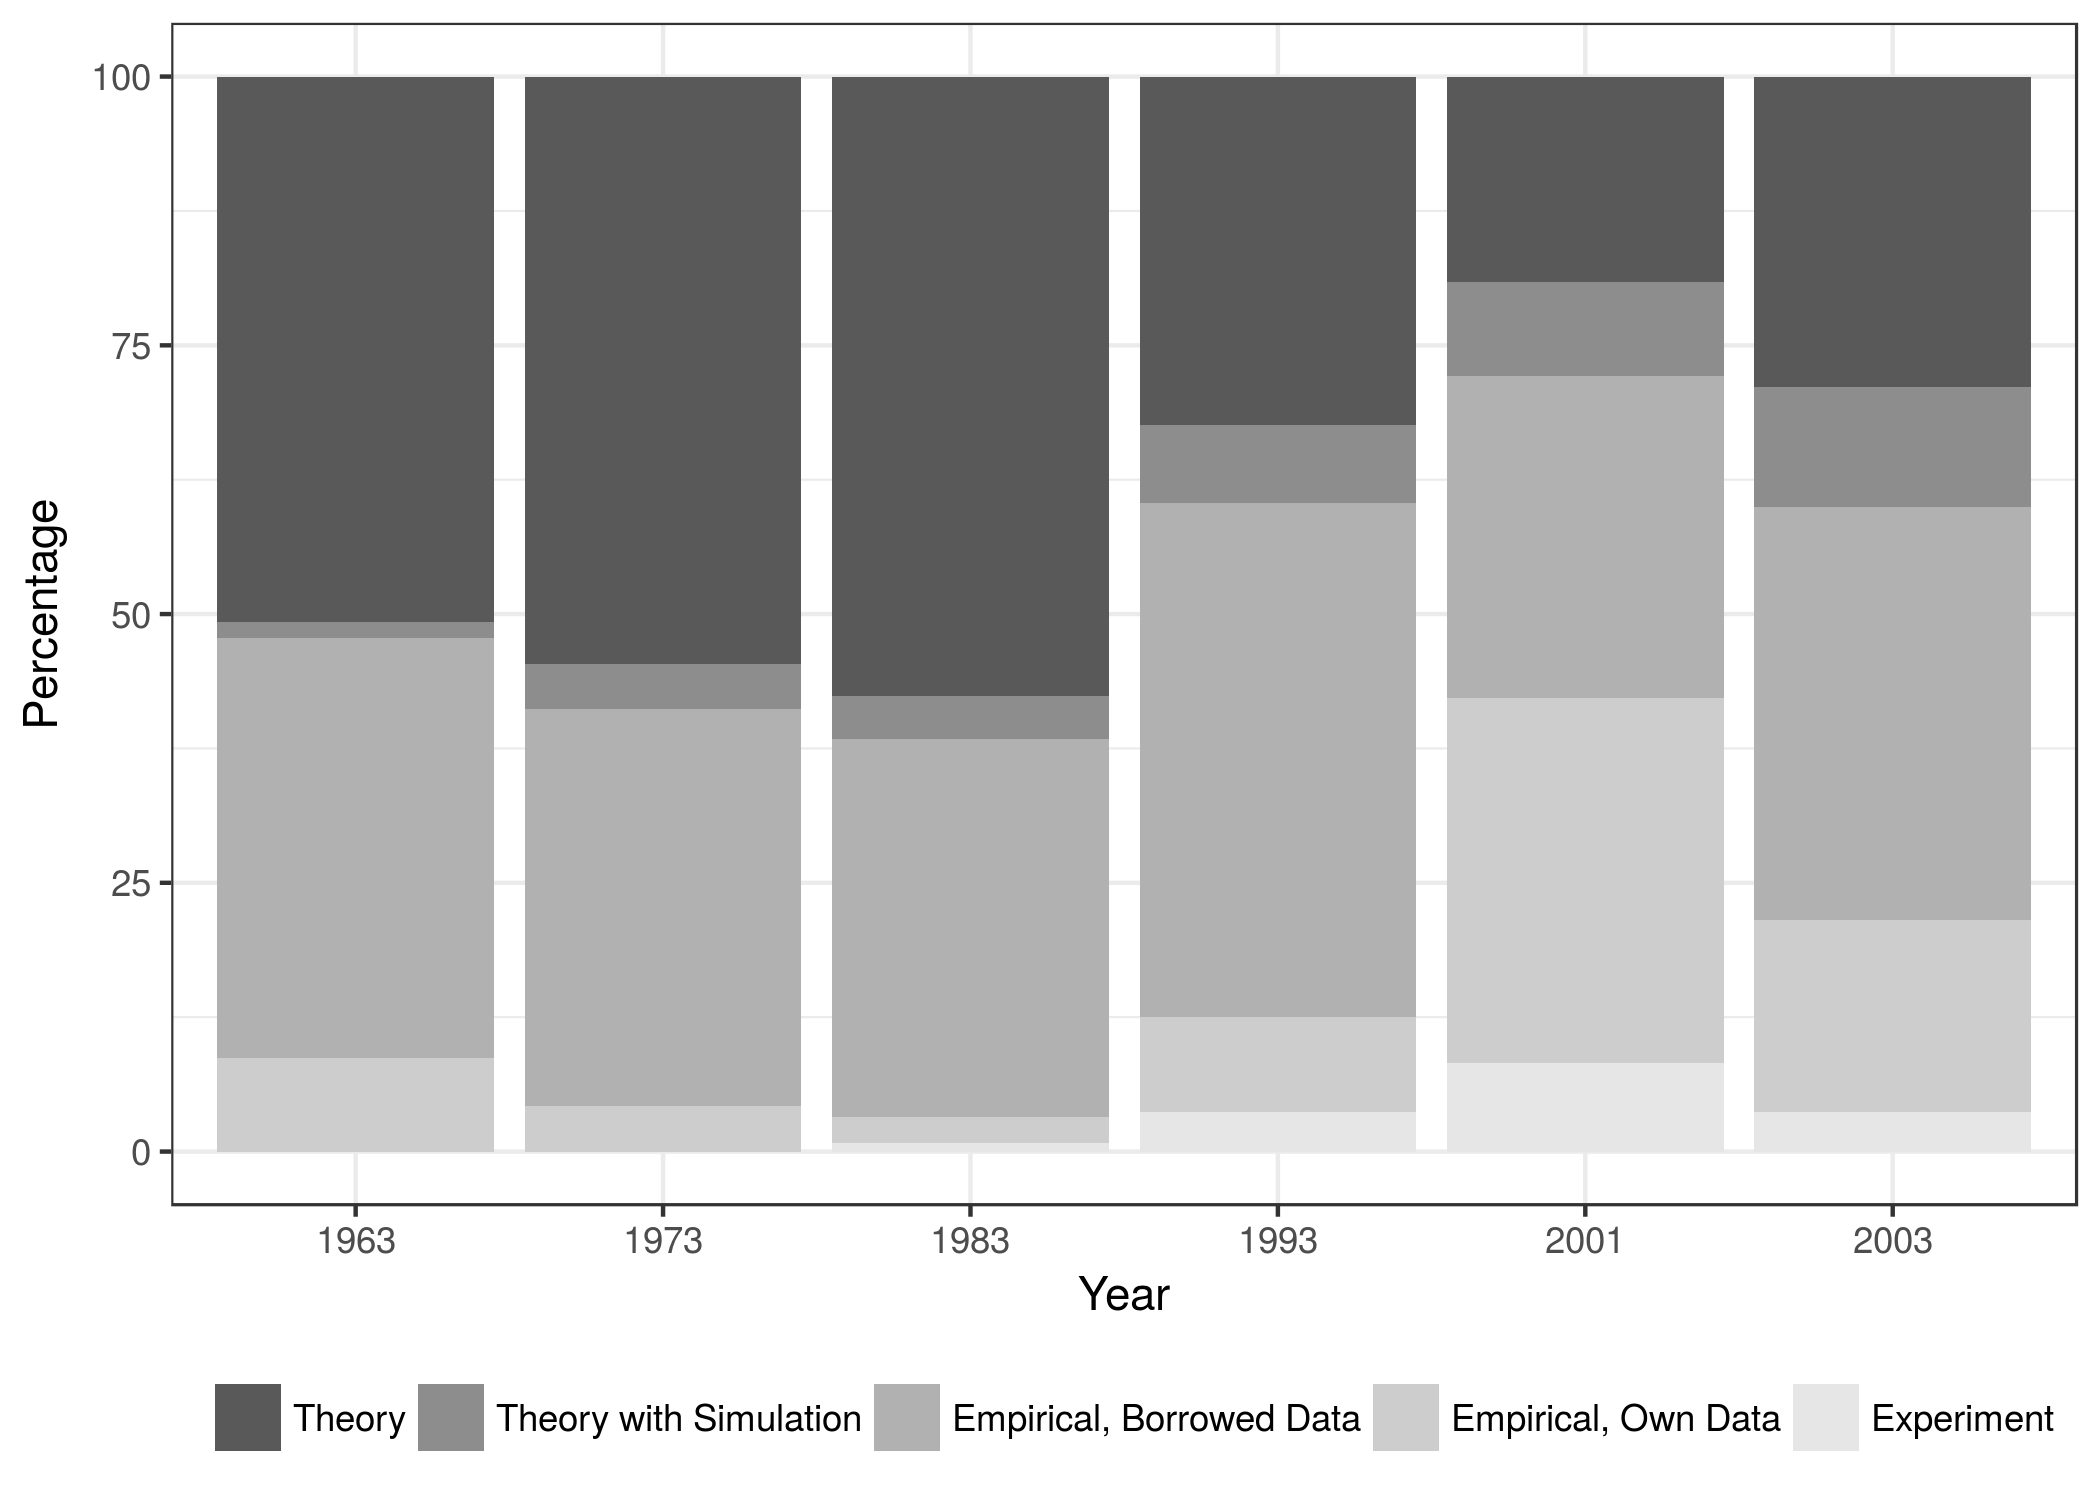 Percentage
100
75
50
25
0
1963 1973 1983 1993 2001 2003
Year
Theory Theory with Simulation Empirical, Borrowed Data Empirical, Own Data Experiment